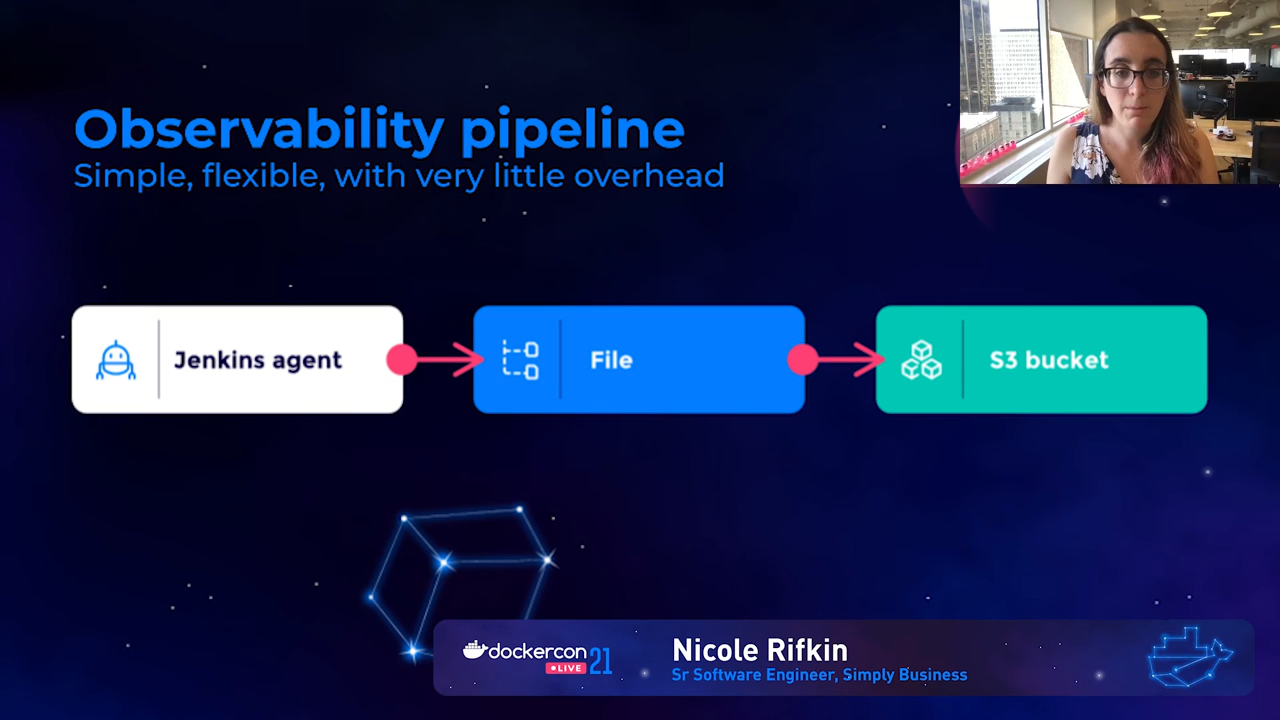 Observability pipeline
Simple, flexible, with very little overhead
Jenkins agent
File
S3 bucket
dockercon
LIVE
21
Nicole Rifkin
Sr Software Engineer, Simply Business